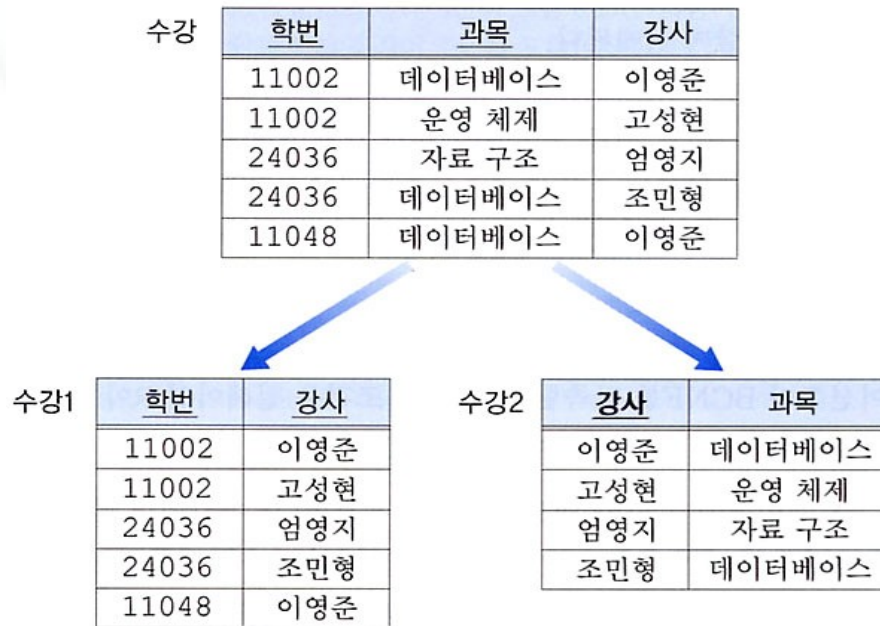 수강 학번 과목 강사
11002 데이터베이스 이영준
11002 운영 체제 고성현
24036 자료 구조 엄영지
24036 데이터베이스 조민형
11048 데이터베이스 이영준
수강1 학번 강사
11002 이영준
11002 고성현
24036 엄영지
24036 조민형
11048 이영준
수강2 강사 과목
이영준 데이터베이스
고성현 운영 체제
엄영지 자료 구조
조민형 데이터베이스